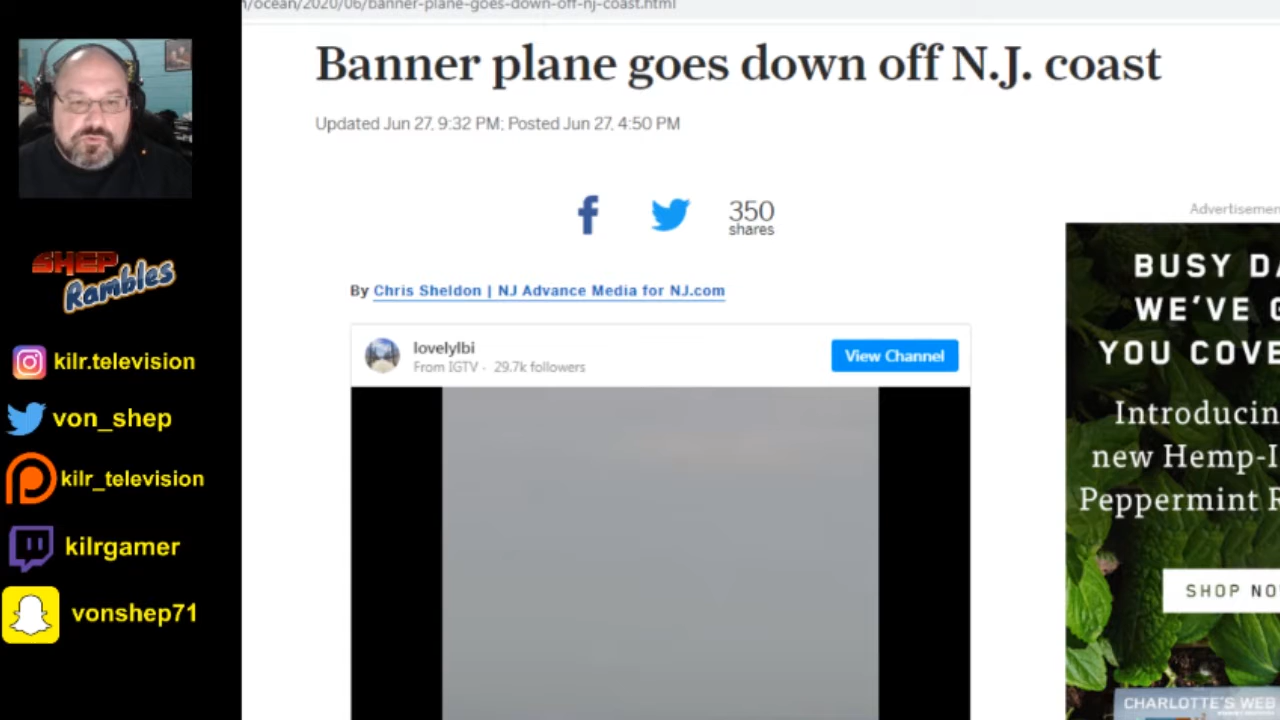 /ocean/2020/06/banner-plane-goes-down-off-nj-coast.html
Banner plane goes down off N.J. coast
Updated Jun 27, 9:32 PM; Posted Jun 27, 4:50 PM
350
shares
By Chris Sheldon | NJ Advance Media for NJ.com
lovelylbi
From IGTV · 29.7k followers
View Channel
Advertisemen
BUSY DA
WE'VE G
YOU COVE
Introducin
new Hemp-I
Peppermint R
SHOP NO
CHARLOTTE'S WEB
SHEP
Rambles
kilr.television
von_shep
kilr_television
kilrgamer
vonshep71